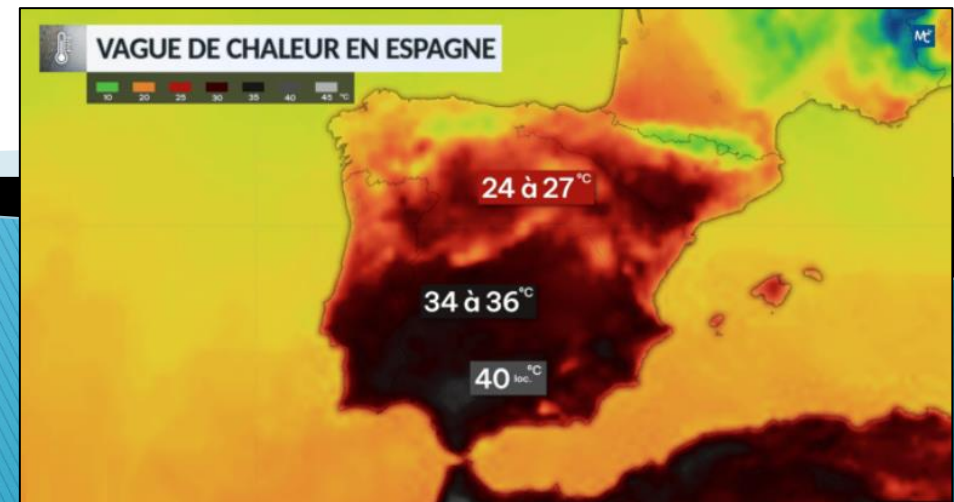 VAGUE DE CHALEUR EN ESPAGNE
10 20 25 30 35 40 45 °C
24 à 27°C
34 à 36°C
40 loc. °C